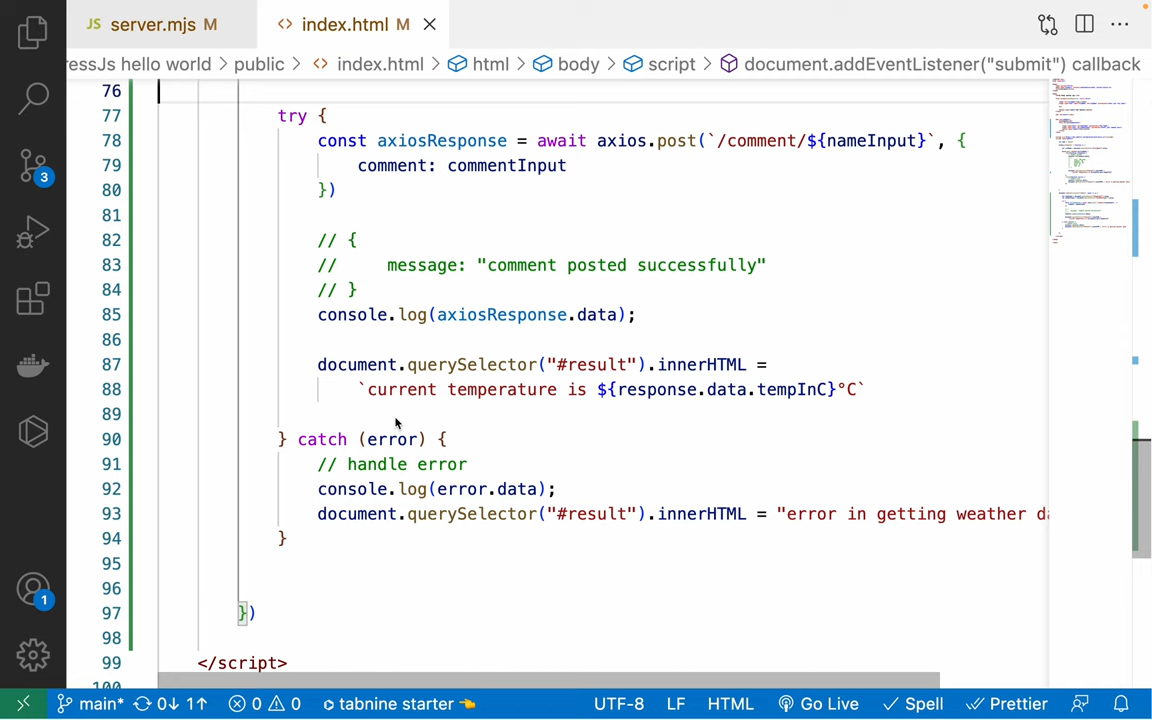 JS server.mjs M
<> index.html M
ressJs hello world > public > <> index.html > html > body > script > document.addEventListener("submit") callback
76
77 try {
78 const axiosResponse = await axios.post(`/comment/${nameInput}`, {
79 comment: commentInput
80 })
81
82 // {
83 // message: "comment posted successfully"
84 // }
85 console.log(axiosResponse.data);
86
87 document.querySelector("#result").innerHTML =
88 `current temperature is ${response.data.tempInC}°C`
89
90 } catch (error) {
91 // handle error
92 console.log(error.data);
93 document.querySelector("#result").innerHTML = "error in getting weather da
94 }
95
96
97 })
98
99 </script>
100
3
1
main* 0↓ 1↑ 0 0 tabnine starter 👈 UTF-8 LF HTML Go Live Spell Prettier